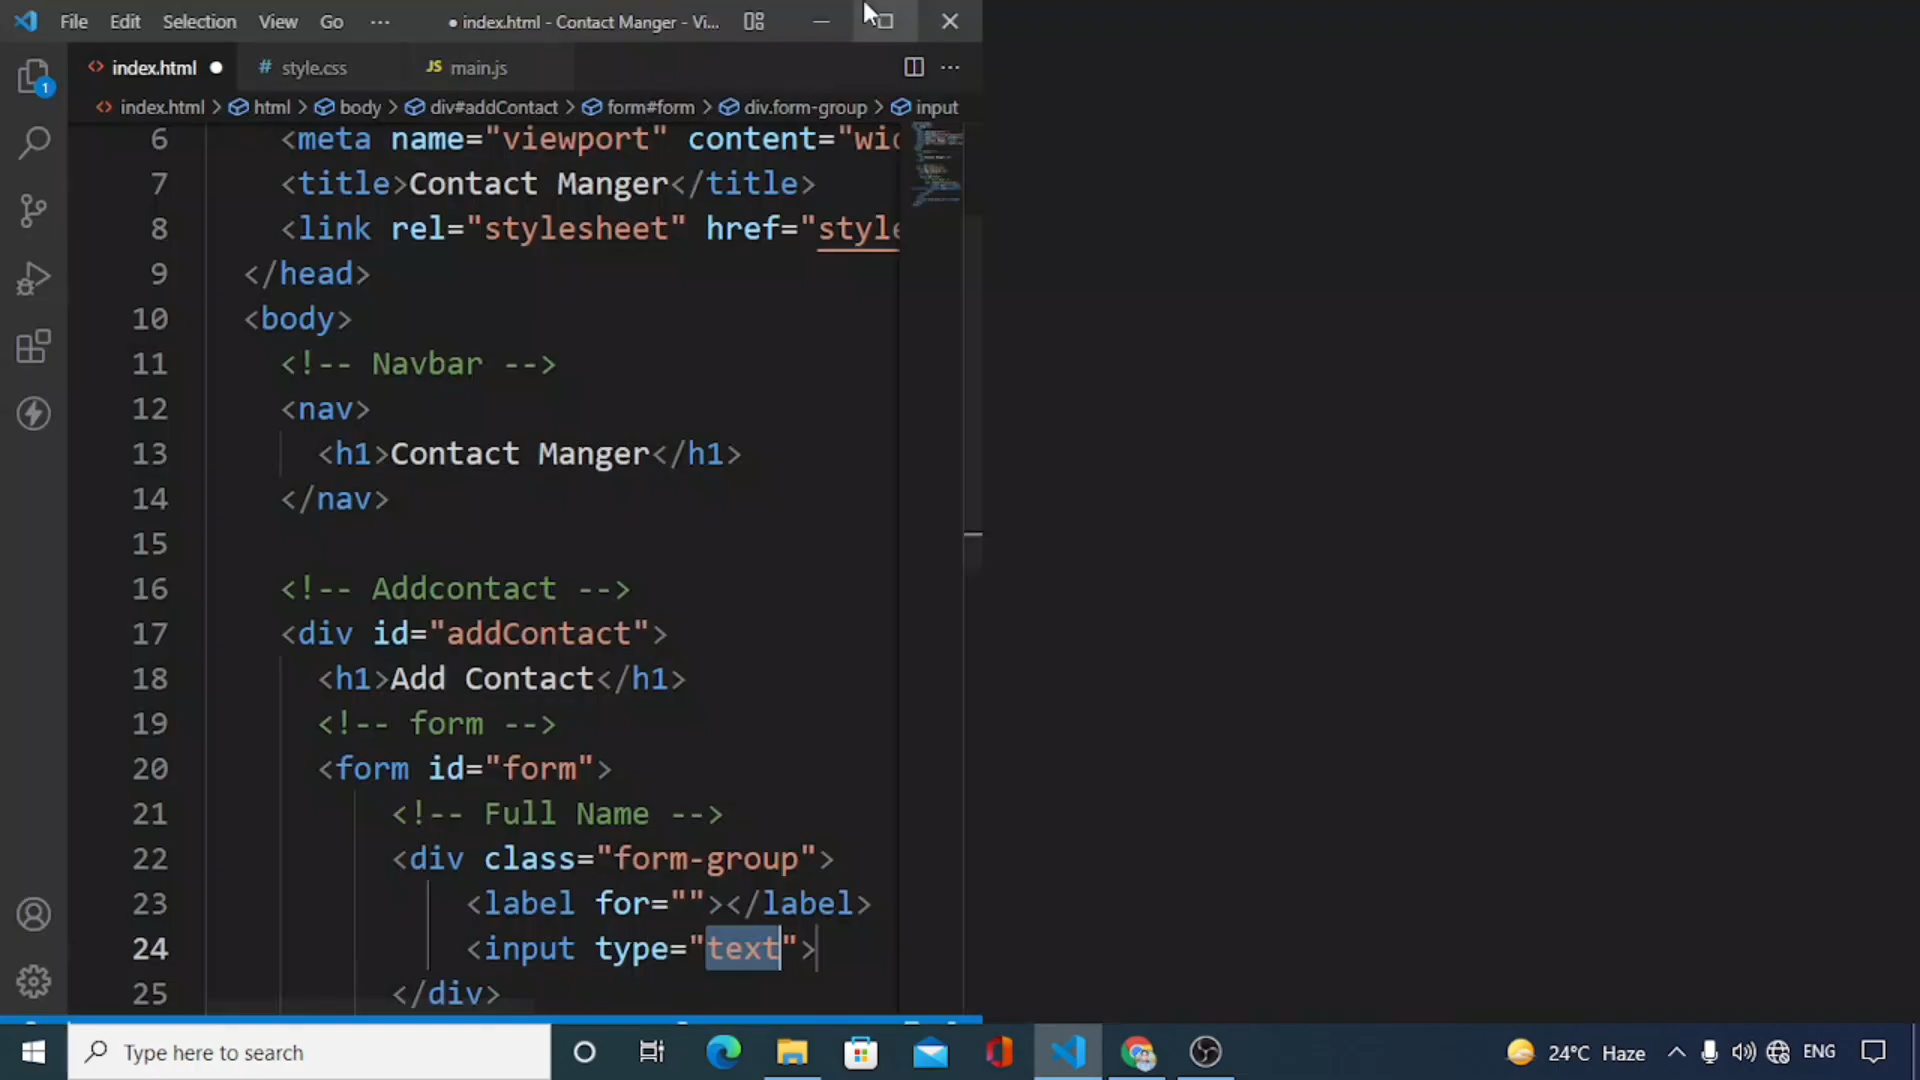 File Edit Selection View Go ··· ● index.html - Contact Manger - Vi...
index.html ● # style.css JS main.js
index.html > html > body > div#addContact > form#form > div.form-group > input
1
6 <meta name="viewport" content="wi
7 <title>Contact Manger</title>
8 <link rel="stylesheet" href="style
9 </head>
10 <body>
11 <!-- Navbar -->
12 <nav>
13 <h1>Contact Manger</h1>
14 </nav>
15
16 <!-- Addcontact -->
17 <div id="addContact">
18 <h1>Add Contact</h1>
19 <!-- form -->
20 <form id="form">
21 <!-- Full Name -->
22 <div class="form-group">
23 <label for=""></label>
24 <input type="text">
25 </div>
Type here to search
24°C Haze ENG